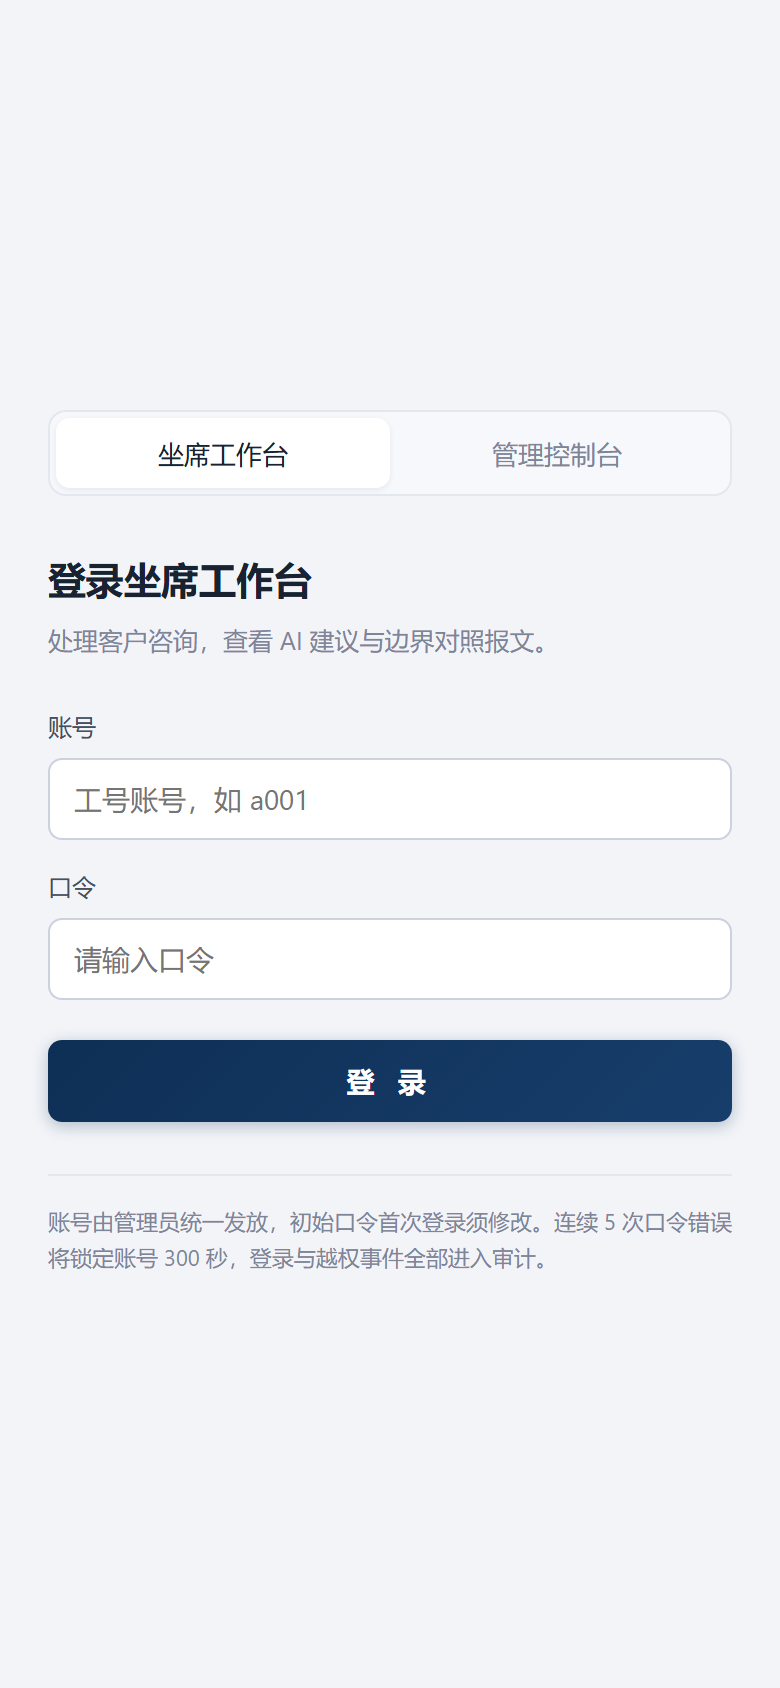 坐席工作台
管理控制台
登录坐席工作台
处理客户咨询，查看 AI 建议与边界对照报文。
账号
工号账号，如 a001
口令
请输入口令
登 录
账号由管理员统一发放，初始口令首次登录须修改。连续 5 次口令错误
将锁定账号 300 秒，登录与越权事件全部进入审计。